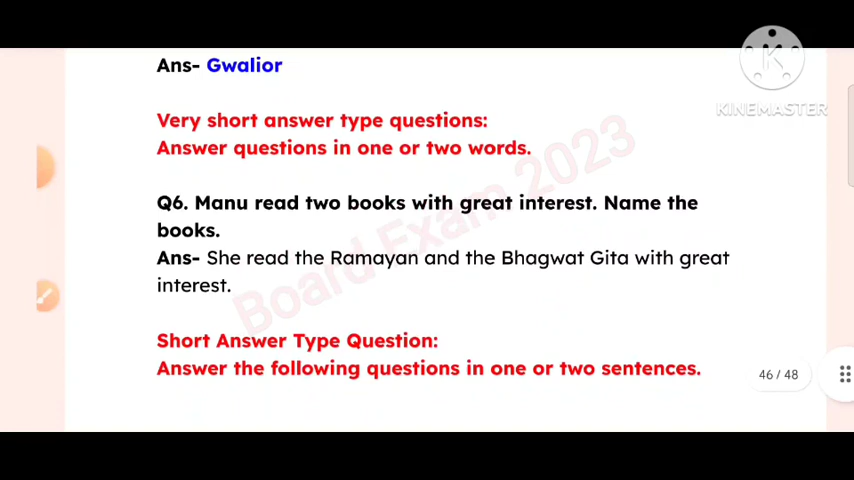 Ans- Gwalior
KINEMASTER
Very short answer type questions:
Answer questions in one or two words.
Q6. Manu read two books with great interest. Name the
books.
Ans- She read the Ramayan and the Bhagwat Gita with great
interest.
Board Exam 2023
Short Answer Type Question:
Answer the following questions in one or two sentences.
46 / 48